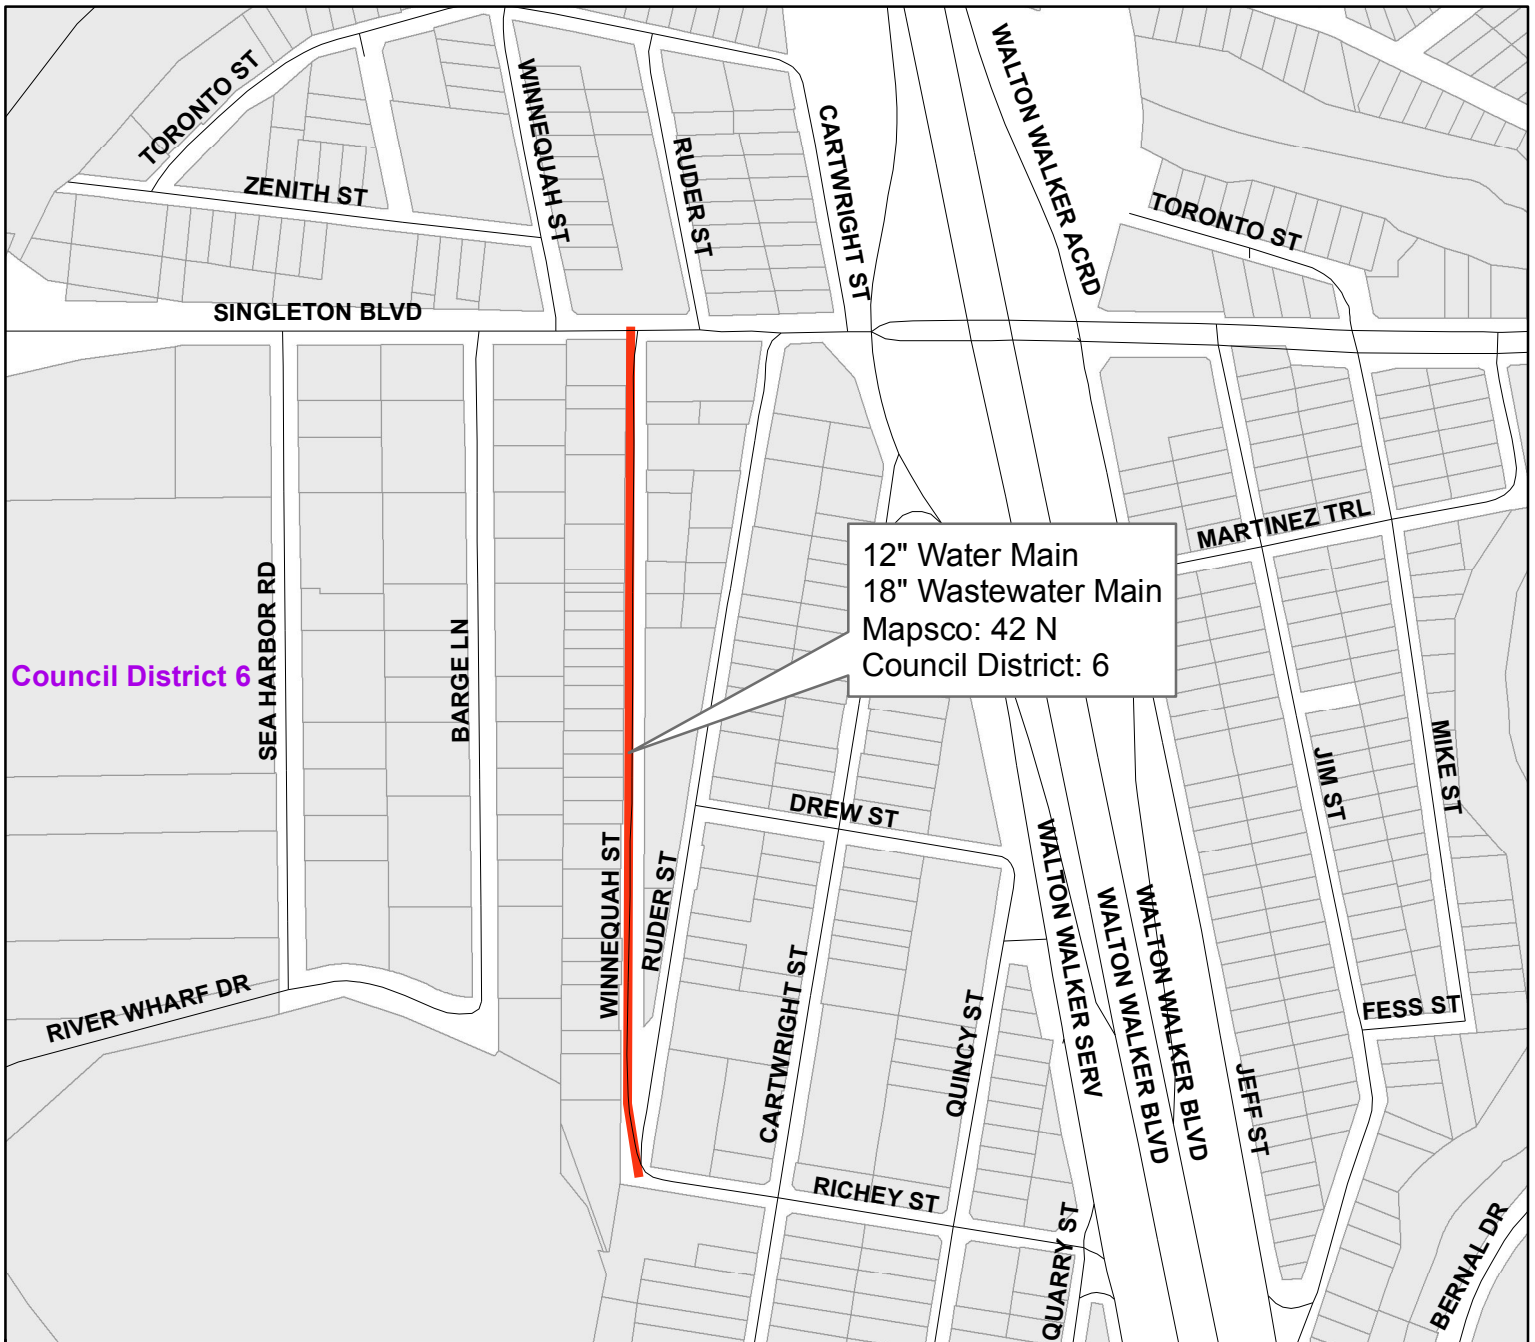 TORONTO ST
ZENITH ST
WINNEQUAH ST
RUDER ST
CARTWRIGHT ST
WALTON WALKER ACRD
TORONTO ST
SINGLETON BLVD
MARTINEZ TRL
12" Water Main
18" Wastewater Main
Mapsco: 42 N
Council District: 6
Council District 6
SEA HARBOR RD
BARGE LN
JIM ST
MIKE ST
DREW ST
WINNEQUAH ST
RUDER ST
WALTON WALKER SERV
WALTON WALKER BLVD
WALTON WALKER BLVD
RIVER WHARF DR
CARTWRIGHT ST
QUINCY ST
FESS ST
JEFF ST
RICHEY ST
QUARRY ST
BERNAL DR